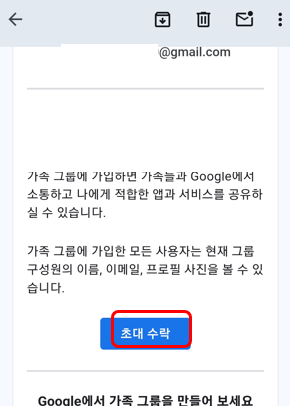 @gmail.com
가족 그룹에 가입하면 가족들과 Google에서
소통하고 나에게 적합한 앱과 서비스를 공유하
실 수 있습니다.
가족 그룹에 가입한 모든 사용자는 현재 그룹
구성원의 이름, 이메일, 프로필 사진을 볼 수 있
습니다.
초대 수락
Google에서 가족 그룹을 만들어 보세요